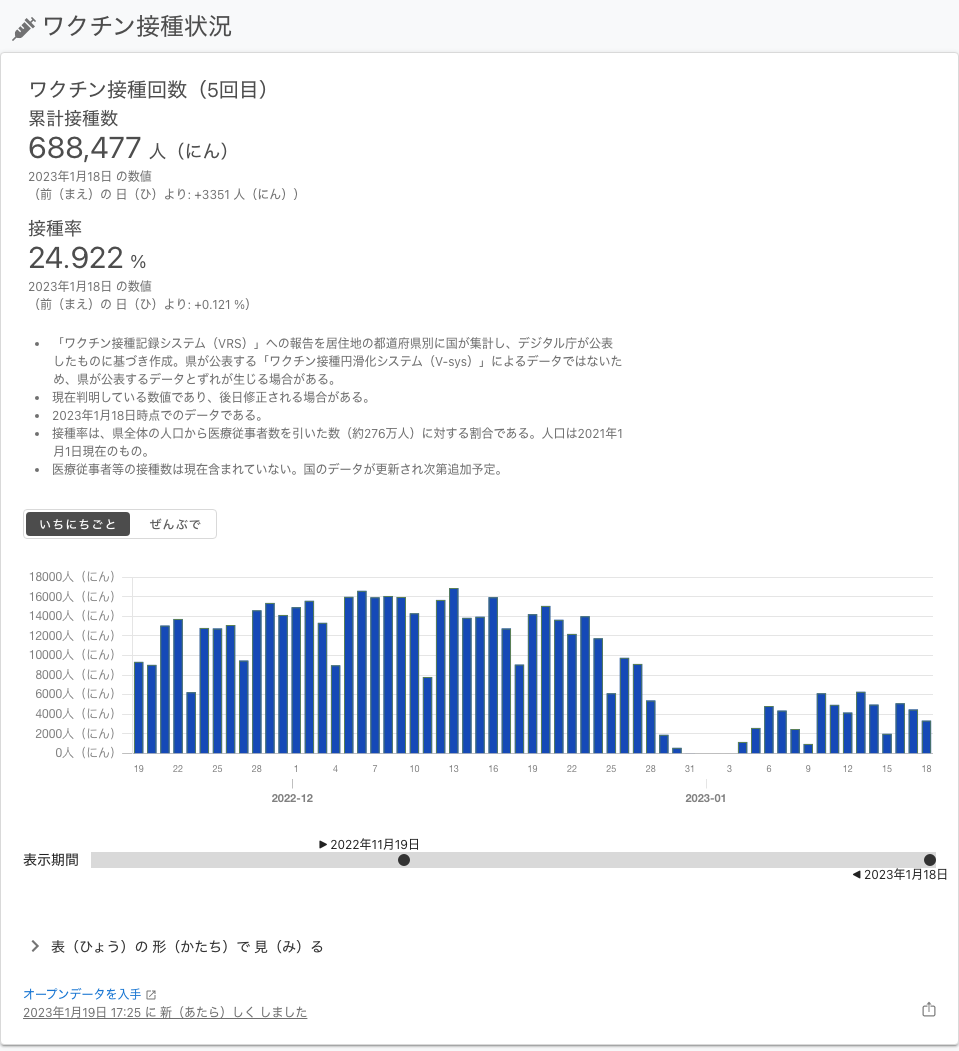 ワクチン接種状況
ワクチン接種回数（5回目）
累計接種数
688,477 人（にん）
2023年1月18日 の数値
（前（まえ）の 日（ひ）より: +3351 人（にん））
接種率
24.922 %
2023年1月18日 の数値
（前（まえ）の 日（ひ）より: +0.121 %）
• 「ワクチン接種記録システム（VRS）」への報告を居住地の都道府県別に国が集計し、デジタル庁が公表
したものに基づき作成。県が公表する「ワクチン接種円滑化システム（V-sys）」によるデータではないた
め、県が公表するデータとずれが生じる場合がある。
• 現在判明している数値であり、後日修正される場合がある。
• 2023年1月18日時点でのデータである。
• 接種率は、県全体の人口から医療従事者数を引いた数（約276万人）に対する割合である。人口は2021年1
月1日現在のもの。
• 医療従事者等の接種数は現在含まれていない。国のデータが更新され次第追加予定。
いちにちごと ぜんぶで
18000人（にん）
16000人（にん）
14000人（にん）
12000人（にん）
10000人（にん）
8000人（にん）
6000人（にん）
4000人（にん）
2000人（にん）
0人（にん）
19 22 25 28 1 4 7 10 13 16 19 22 25 28 31 3 6 9 12 15 18
2022-12 2023-01
▶ 2022年11月19日
表示期間
◀ 2023年1月18日
表（ひょう）の 形（かたち）で 見（み）る
オープンデータを入手
2023年1月19日 17:25 に 新（あたら）しく しました